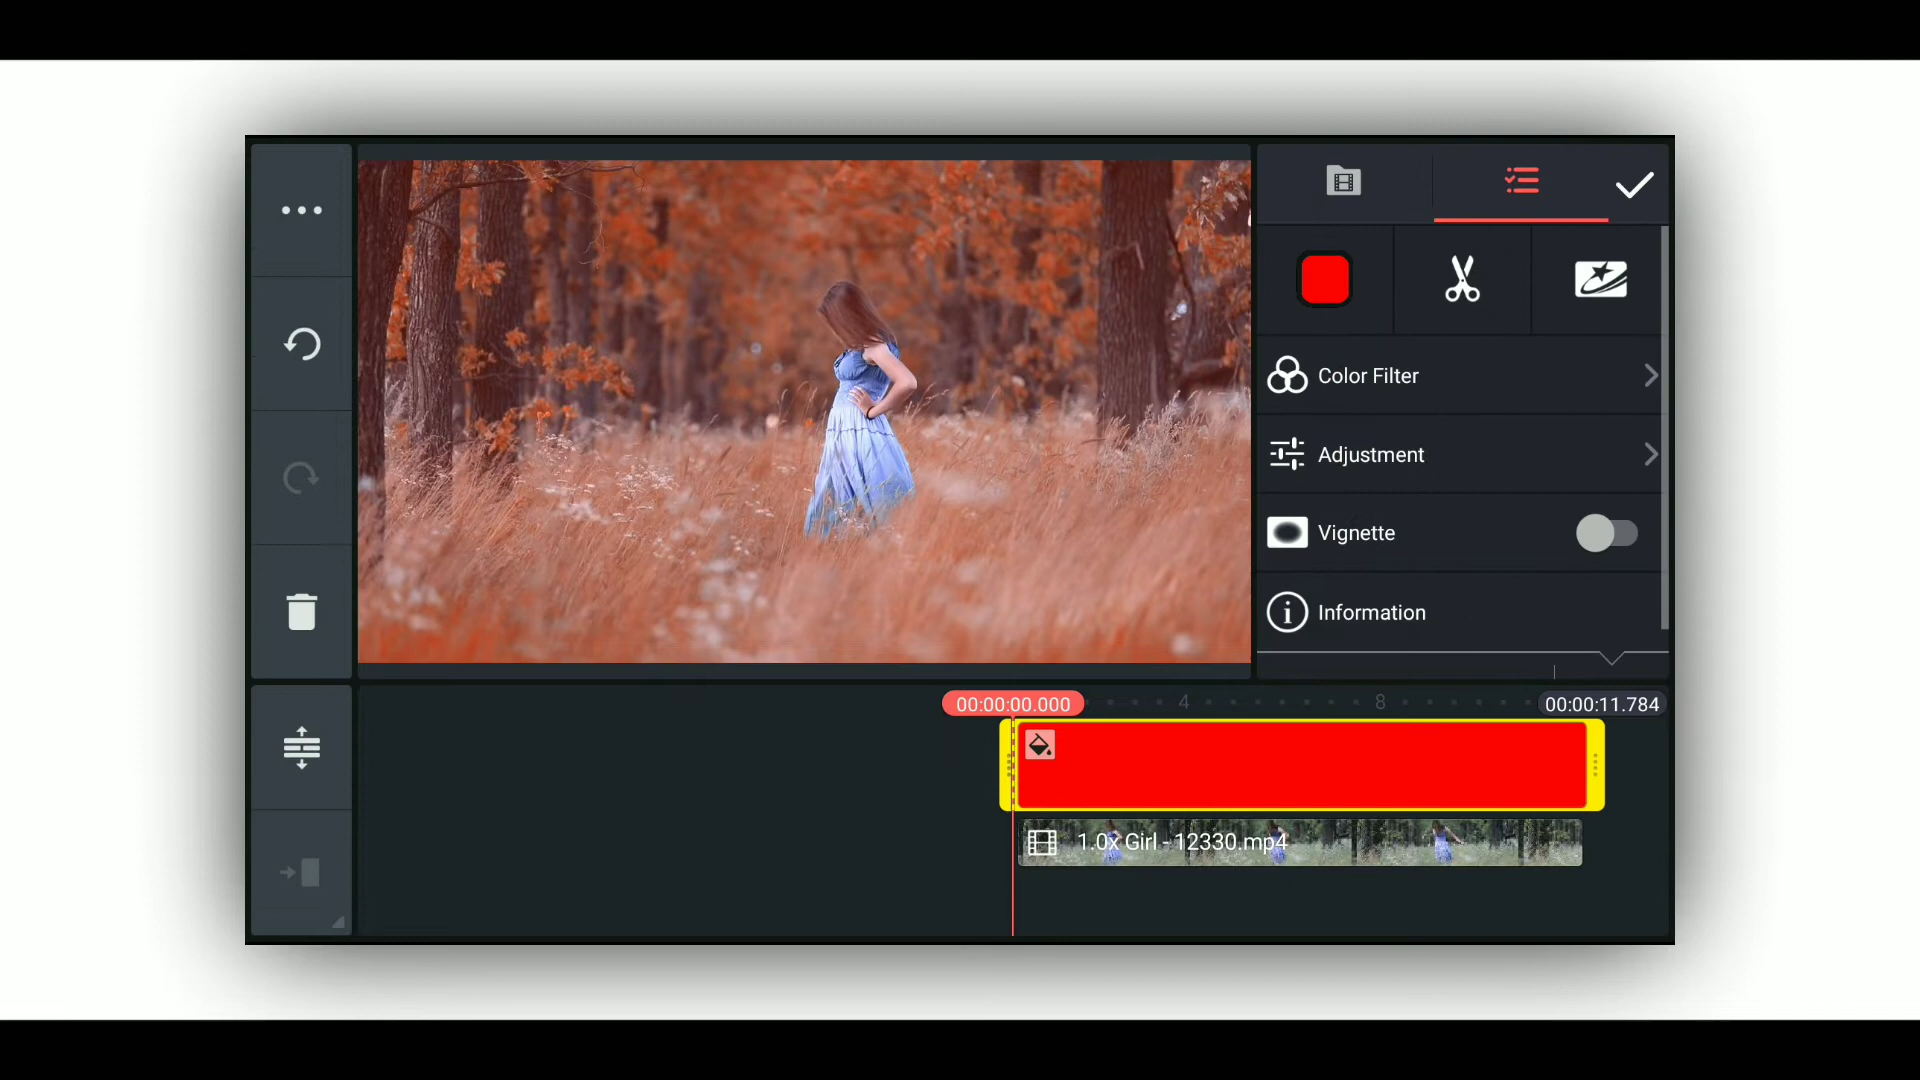 Color Filter
Adjustment
Vignette
Information
00:00:00.000
4
8
00:00:11.784
1.0x Girl - 12330.mp4